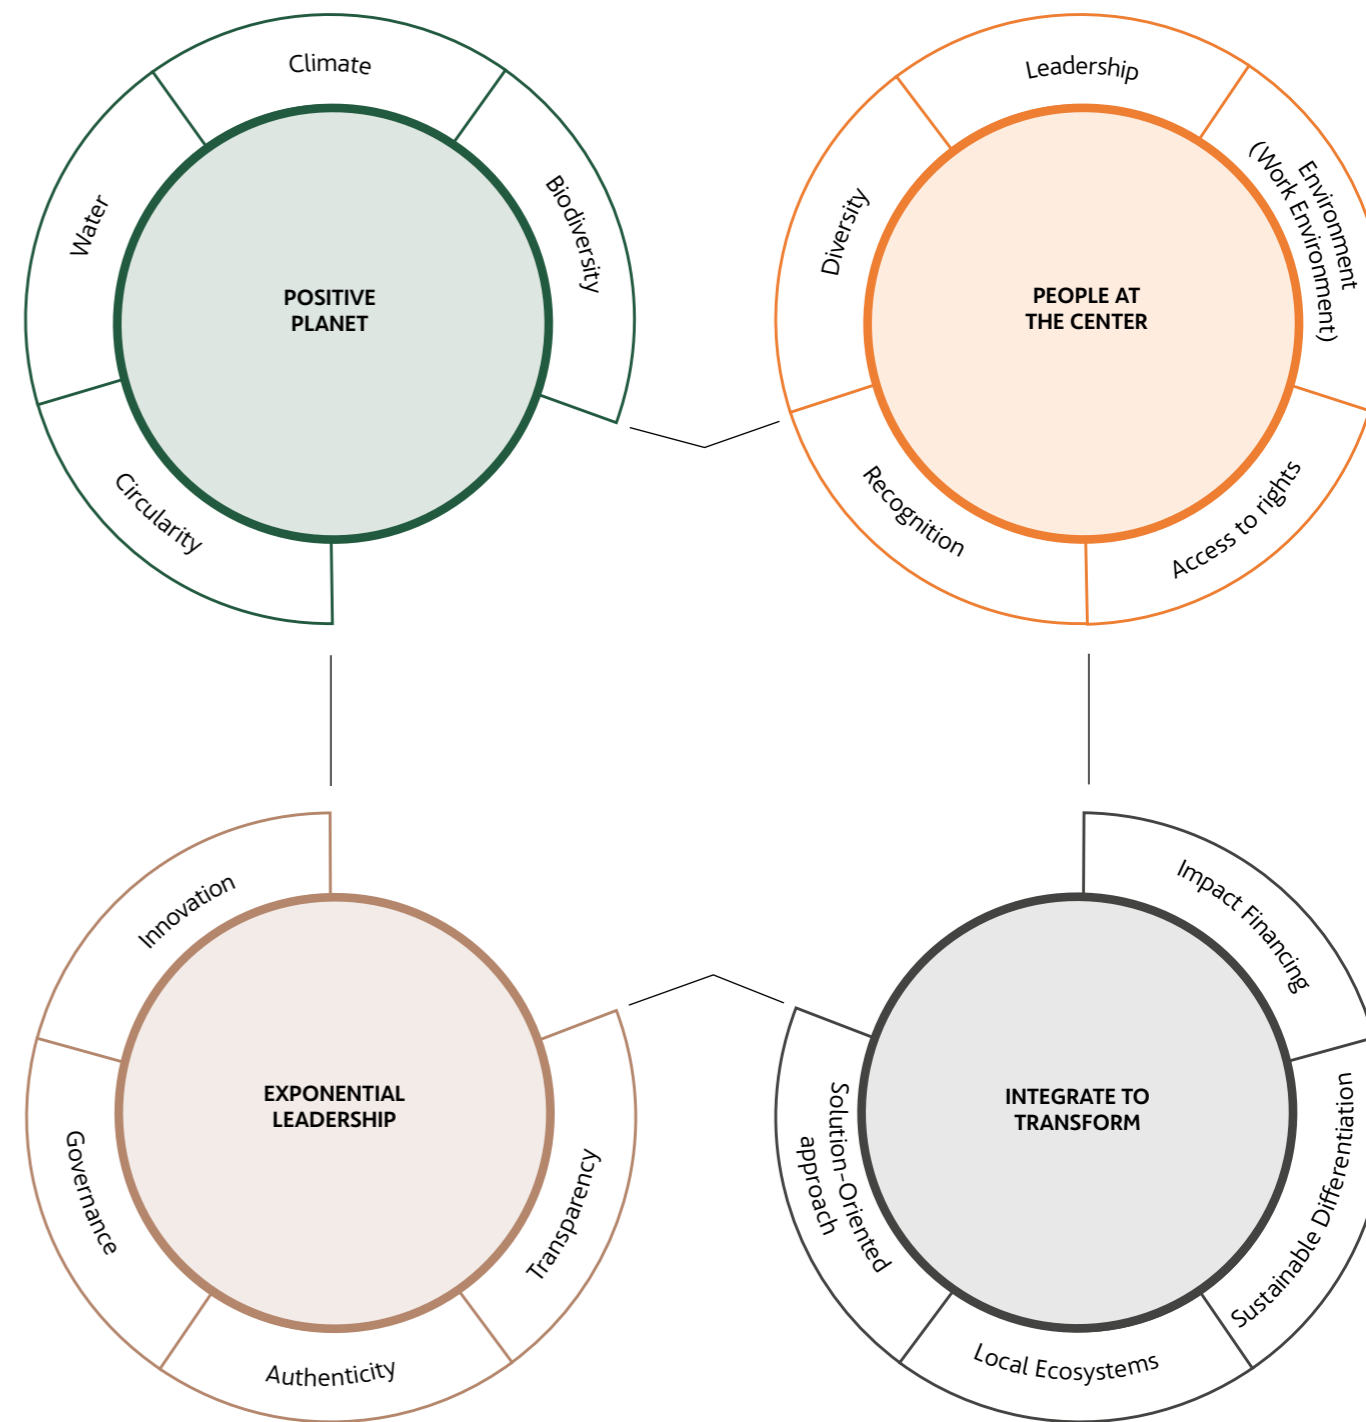 Climate
Water
Biodiversity
Circularity
POSITIVE
PLANET
Leadership
Diversity
Environment
(Work Environment)
Recognition
Access to rights
PEOPLE AT
THE CENTER
Innovation
Governance
Authenticity
Transparency
EXPONENTIAL
LEADERSHIP
Impact Financing
Sustainable Differentiation
Local Ecosystems
Solution-Oriented
approach
INTEGRATE TO
TRANSFORM